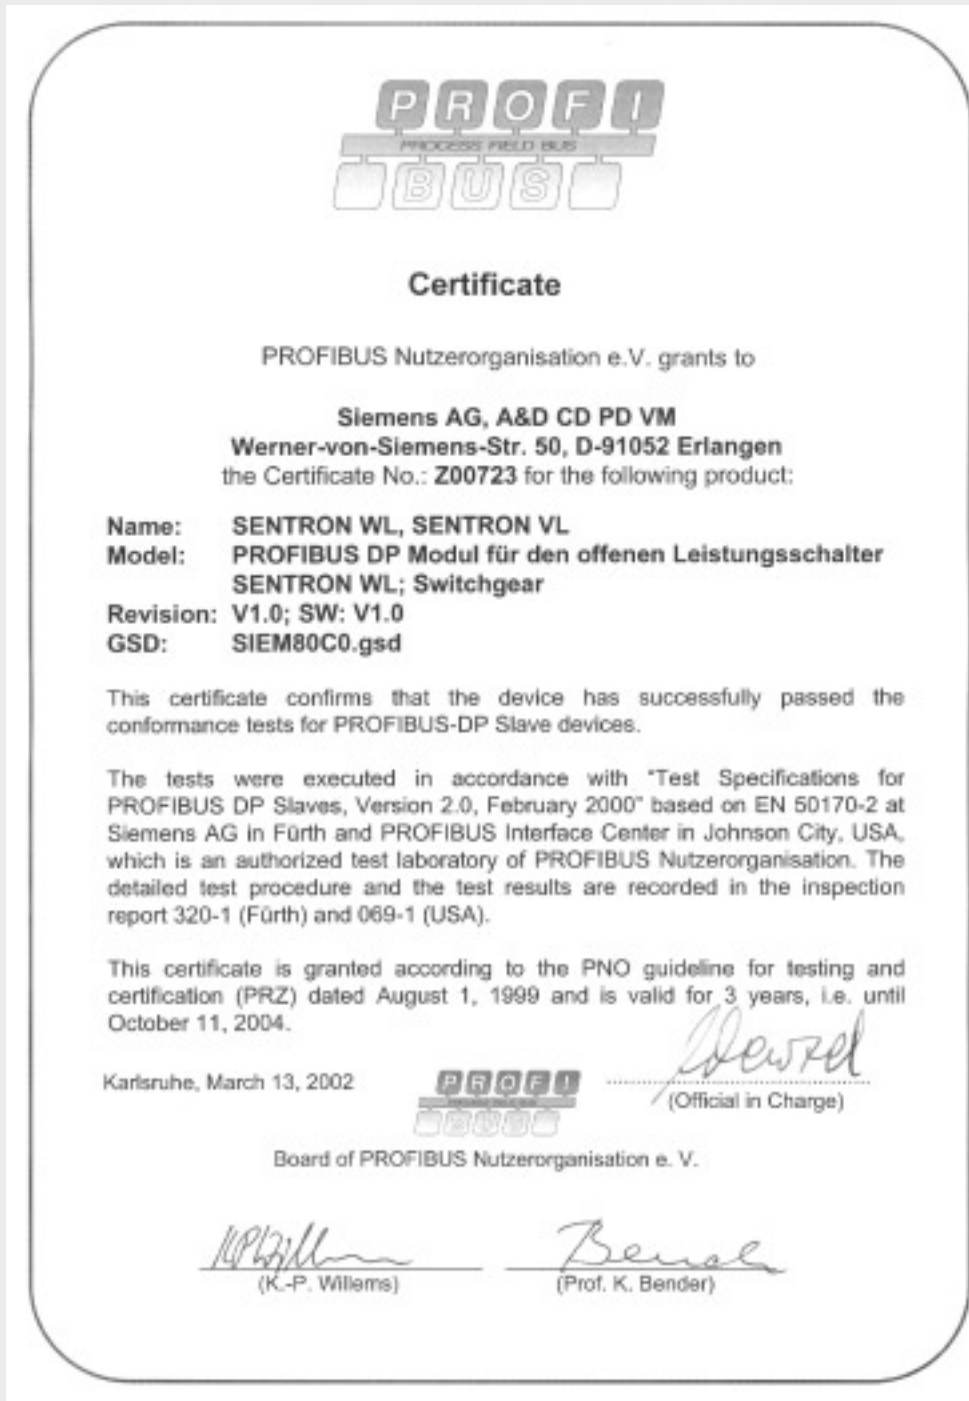 PROFI
PROCESS FIELD BUS
BUS
Certificate
PROFIBUS Nutzerorganisation e.V. grants to
Siemens AG, A&D CD PD VM
Werner-von-Siemens-Str. 50, D-91052 Erlangen
the Certificate No.: Z00723 for the following product:
Name: SENTRON WL, SENTRON VL
Model: PROFIBUS DP Modul für den offenen Leistungsschalter
SENTRON WL; Switchgear
Revision: V1.0; SW: V1.0
GSD: SIEM80C0.gsd
This certificate confirms that the device has successfully passed the
conformance tests for PROFIBUS-DP Slave devices.
The tests were executed in accordance with "Test Specifications for
PROFIBUS DP Slaves, Version 2.0, February 2000" based on EN 50170-2 at
Siemens AG in Fürth and PROFIBUS Interface Center in Johnson City, USA,
which is an authorized test laboratory of PROFIBUS Nutzerorganisation. The
detailed test procedure and the test results are recorded in the inspection
report 320-1 (Fürth) and 069-1 (USA).
This certificate is granted according to the PNO guideline for testing and
certification (PRZ) dated August 1, 1999 and is valid for 3 years, i.e. until
October 11, 2004.
Karlsruhe, March 13, 2002
PROFI
BUS
(Official in Charge)
Board of PROFIBUS Nutzerorganisation e. V.
(K.-P. Willems) (Prof. K. Bender)